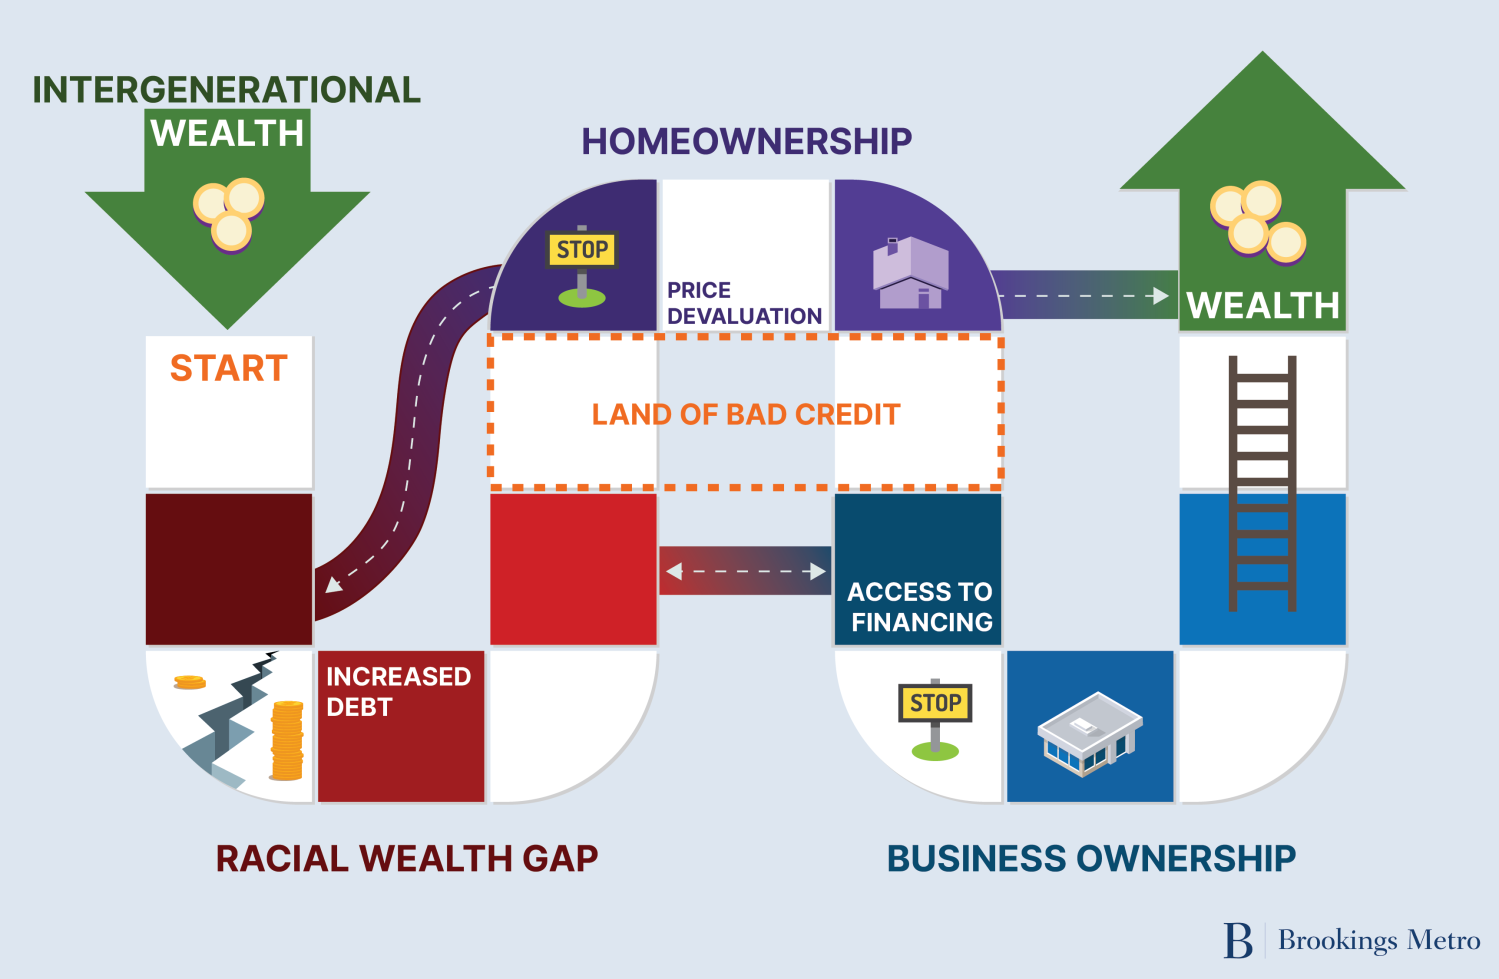 INTERGENERATIONAL
WEALTH
START
HOMEOWNERSHIP
STOP
PRICE
DEVALUATION
WEALTH
LAND OF BAD CREDIT
ACCESS TO
FINANCING
INCREASED
DEBT
STOP
RACIAL WEALTH GAP
BUSINESS OWNERSHIP
B | Brookings Metro